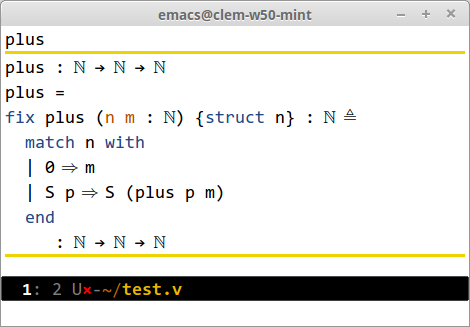 emacs@clem-w50-mint
plus
plus : ℕ → ℕ → ℕ
plus =
fix plus (n m : ℕ) {struct n} : ℕ ≜
  match n with
  | 0 ⇒ m
  | S p ⇒ S (plus p m)
  end
     : ℕ → ℕ → ℕ
1: 2 U×-~/test.v